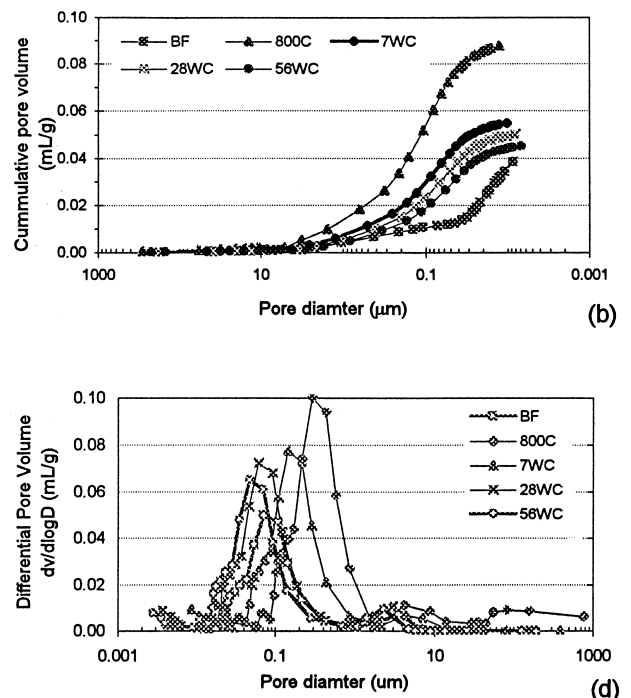 BF 800C 7WC
28WC 56WC
0.10
0.08
0.06
0.04
0.02
0.00
Cummulative pore volume
(mL/g)
1000 10 0.1 0.001
Pore diamter (μm)
(b)
BF
800C
7WC
28WC
56WC
0.10
0.08
0.06
0.04
0.02
0.00
Differential Pore Volume
dv/dlogD (mL/g)
0.001 0.1 10 1000
Pore diamter (um)
(d)